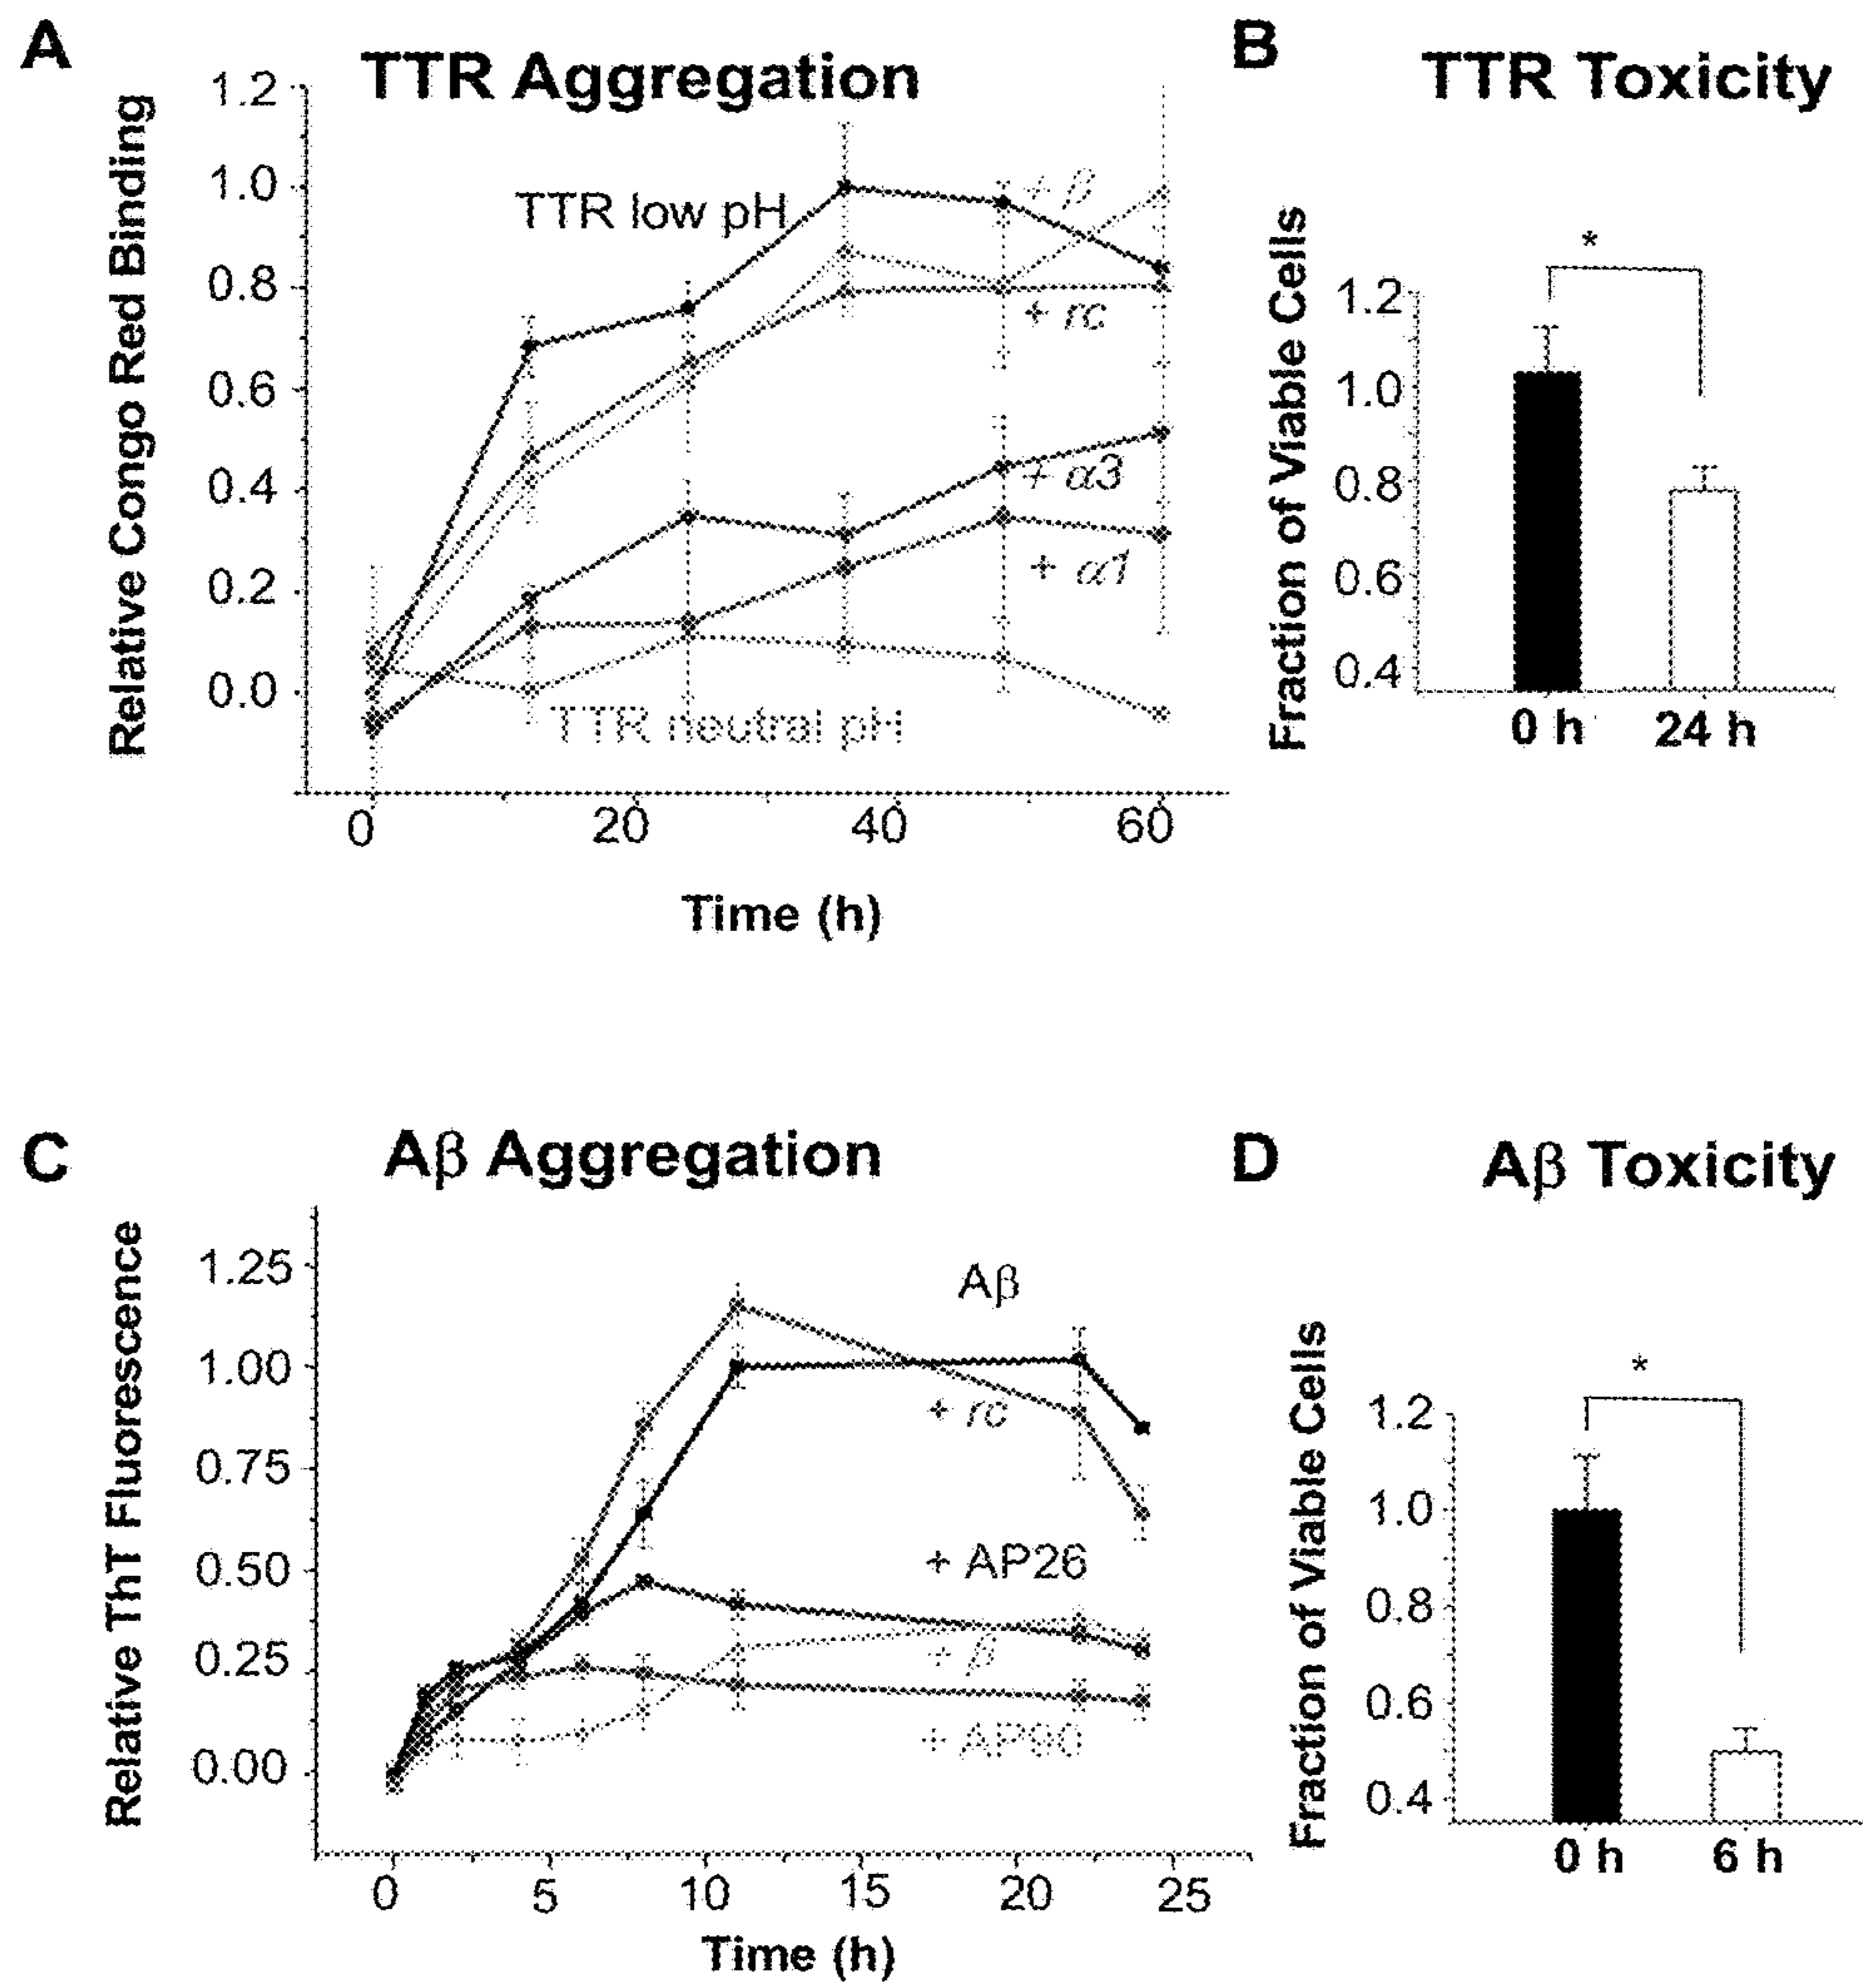 A
TTR Aggregation
Relative Congo Red Binding
1.2
1.0
0.8
0.6
0.4
0.2
0.0
TTR low pH
+ β
+ rc
+ α3
+ α1
TTR neutral pH
0
20
40
60
Time (h)
B
TTR Toxicity
Fraction of Viable Cells
*
1.2
1.0
0.8
0.6
0.4
0 h
24 h
C
Aβ Aggregation
Relative ThT Fluorescence
1.25
1.00
0.75
0.50
0.25
0.00
Aβ
+ rc
+ AP26
+ β
+ AP90
0
5
10
15
20
25
Time (h)
D
Aβ Toxicity
Fraction of Viable Cells
*
1.2
1.0
0.8
0.6
0.4
0 h
6 h